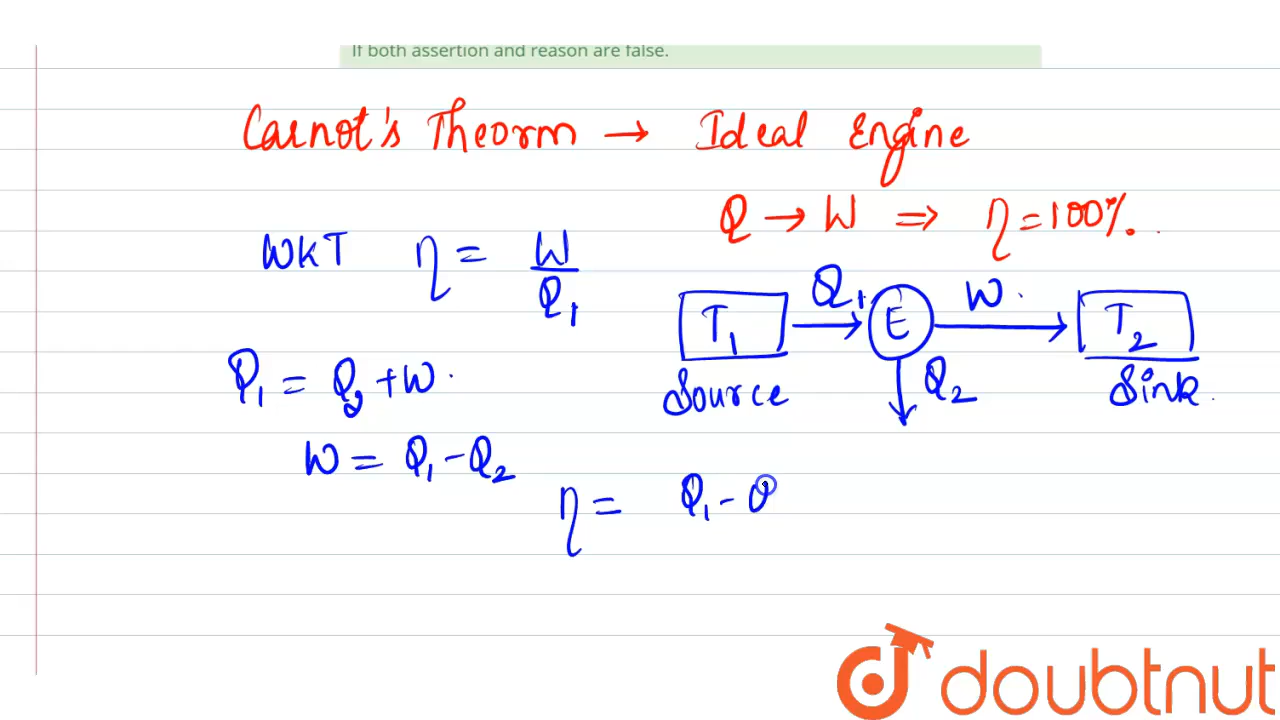 If both assertion and reason are false.
Carnot's Theorm → Ideal Engine
Q → W ⇒ η = 100%.
WKT η = W/Q₁
T₁ Q₁ E W. T₂
Source Q₂ Sink.
Q₁ = Q₂ + W.
W = Q₁ - Q₂
η = Q₁ - Q
doubtnut